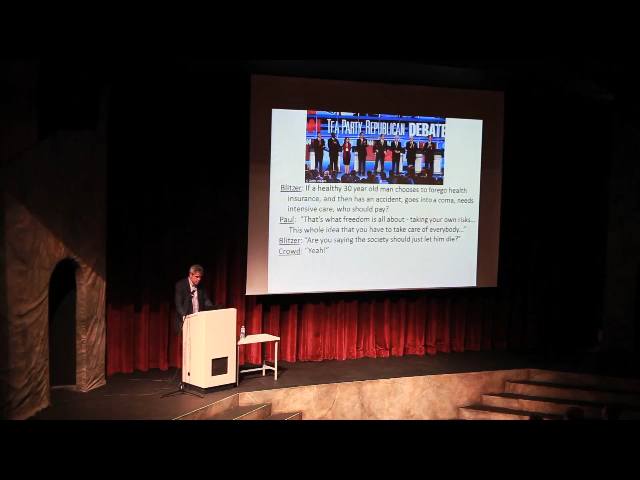 TEA PARTY REPUBLICAN DEBATE
Blitzer: If a healthy 30 year old man chooses to forego health
insurance, and then has an accident, goes into a coma, needs
intensive care, who should pay?
Paul: "That's what freedom is all about - taking your own risks...
This whole idea that you have to take care of everybody..."
Blitzer: "Are you saying the society should just let him die?"
Crowd: "Yeah!"